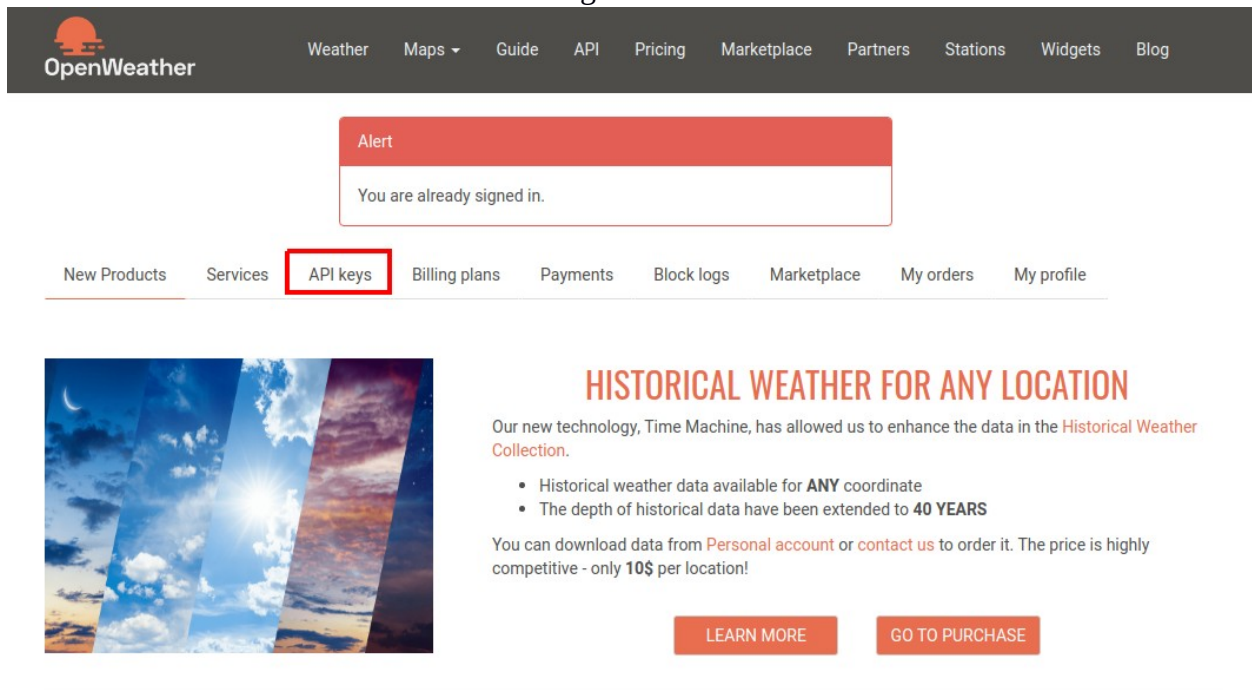 OpenWeather
Weather Maps Guide API Pricing Marketplace Partners Stations Widgets Blog
Alert
You are already signed in.
New Products Services API keys Billing plans Payments Block logs Marketplace My orders My profile
HISTORICAL WEATHER FOR ANY LOCATION
Our new technology, Time Machine, has allowed us to enhance the data in the Historical Weather
Collection.
• Historical weather data available for ANY coordinate
• The depth of historical data have been extended to 40 YEARS
You can download data from Personal account or contact us to order it. The price is highly
competitive - only 10$ per location!
LEARN MORE GO TO PURCHASE